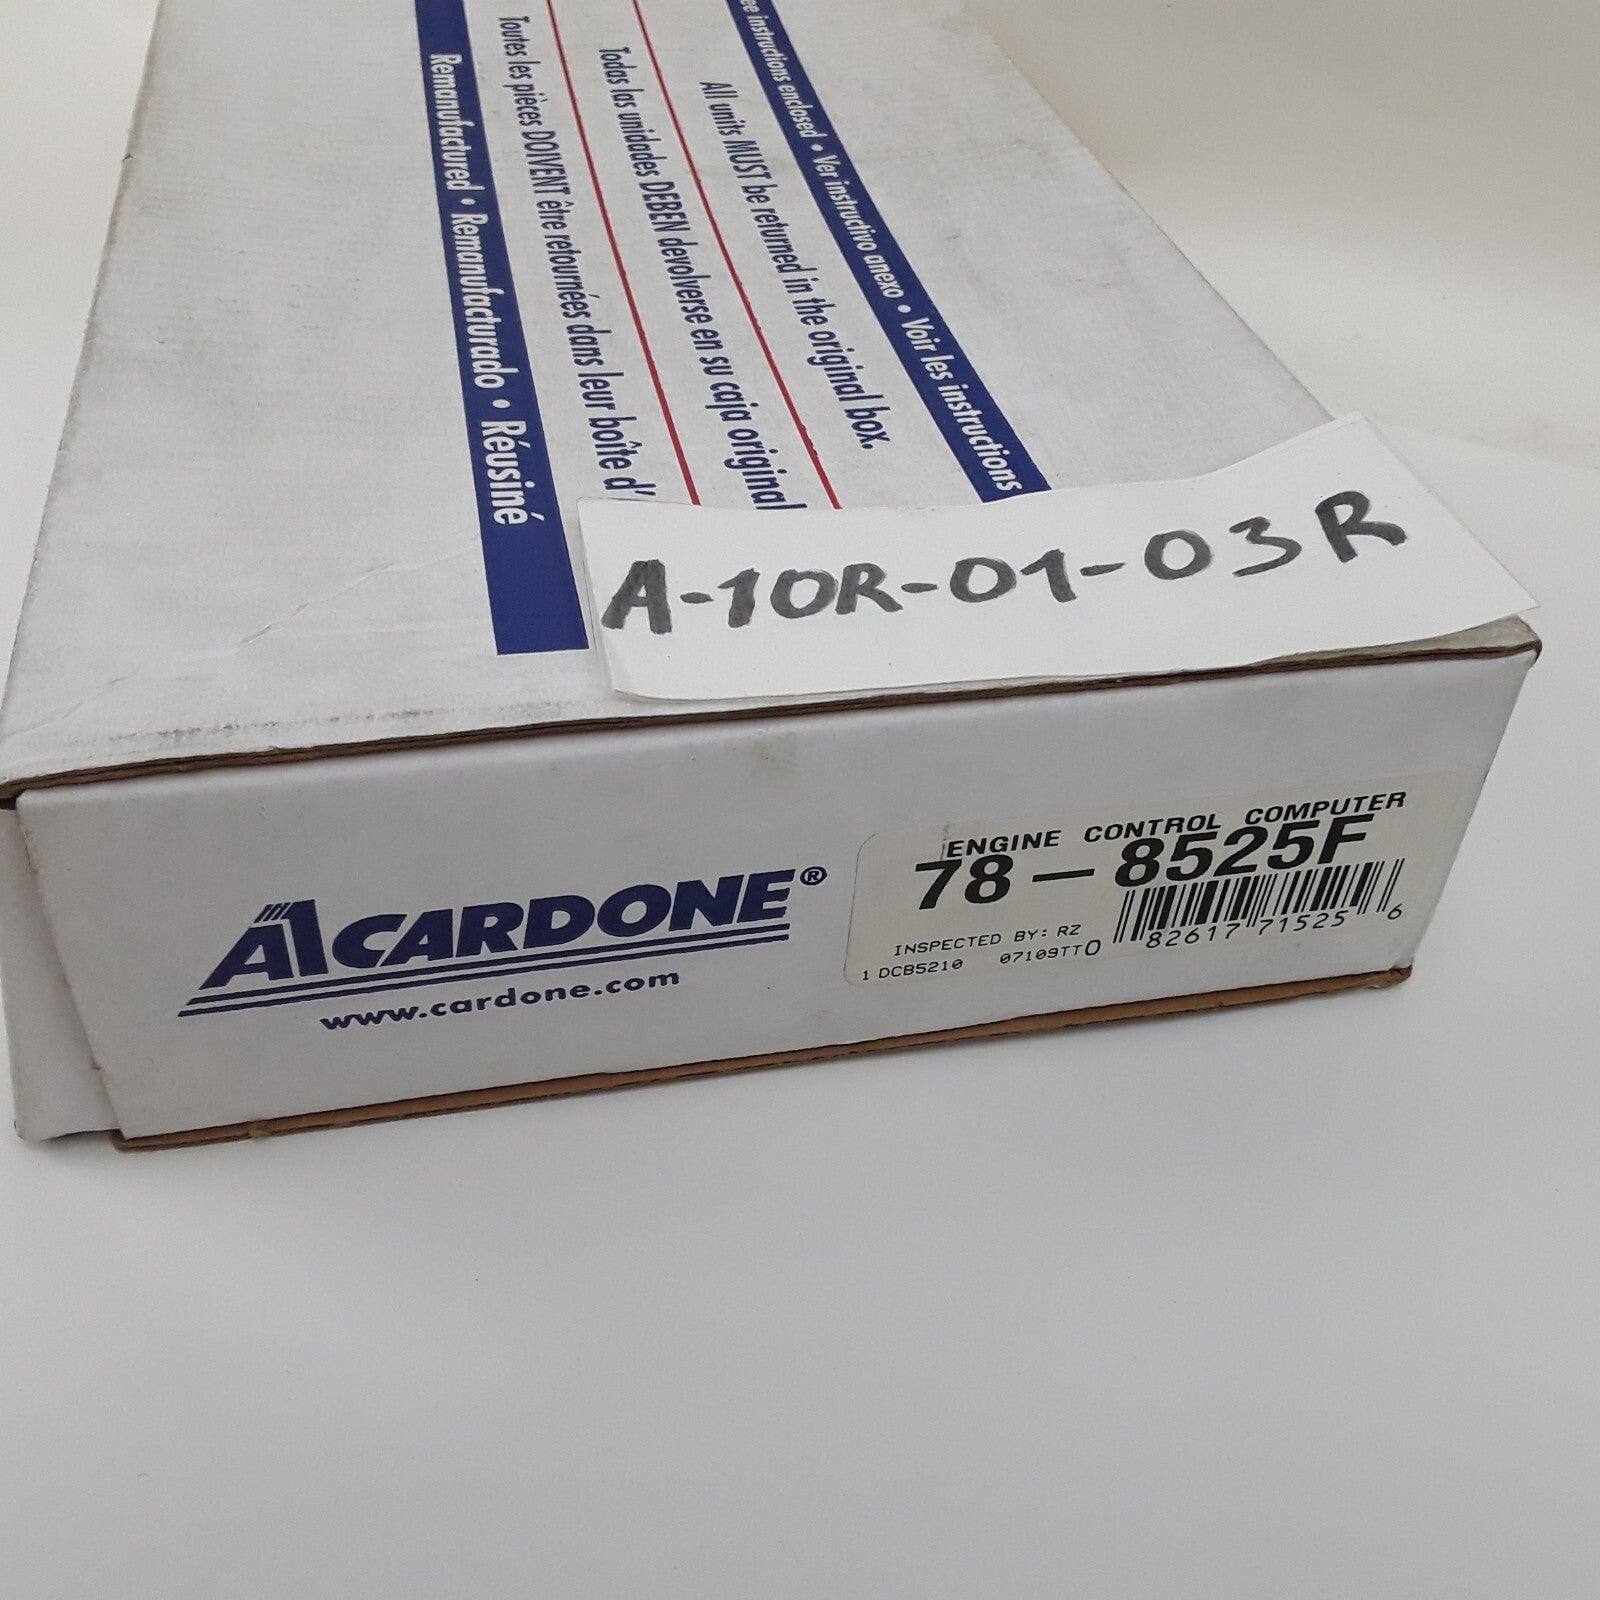 ee instructions enclosed • Ver instructivo anexo • Voir les instructions
All units MUST be returned in the original box.
Todas las unidades DEBEN devolverse en su caja original
Toutes les pièces DOIVENT être retournées dans leur boîte d'
Remanufactured • Remanufacturado • Réusiné
A-10R-01-03R
A1CARDONE®
www.cardone.com
ENGINE CONTROL COMPUTER
78-8525F
INSPECTED BY: RZ
1 DCB5210 07109TTO
82617 71525 6